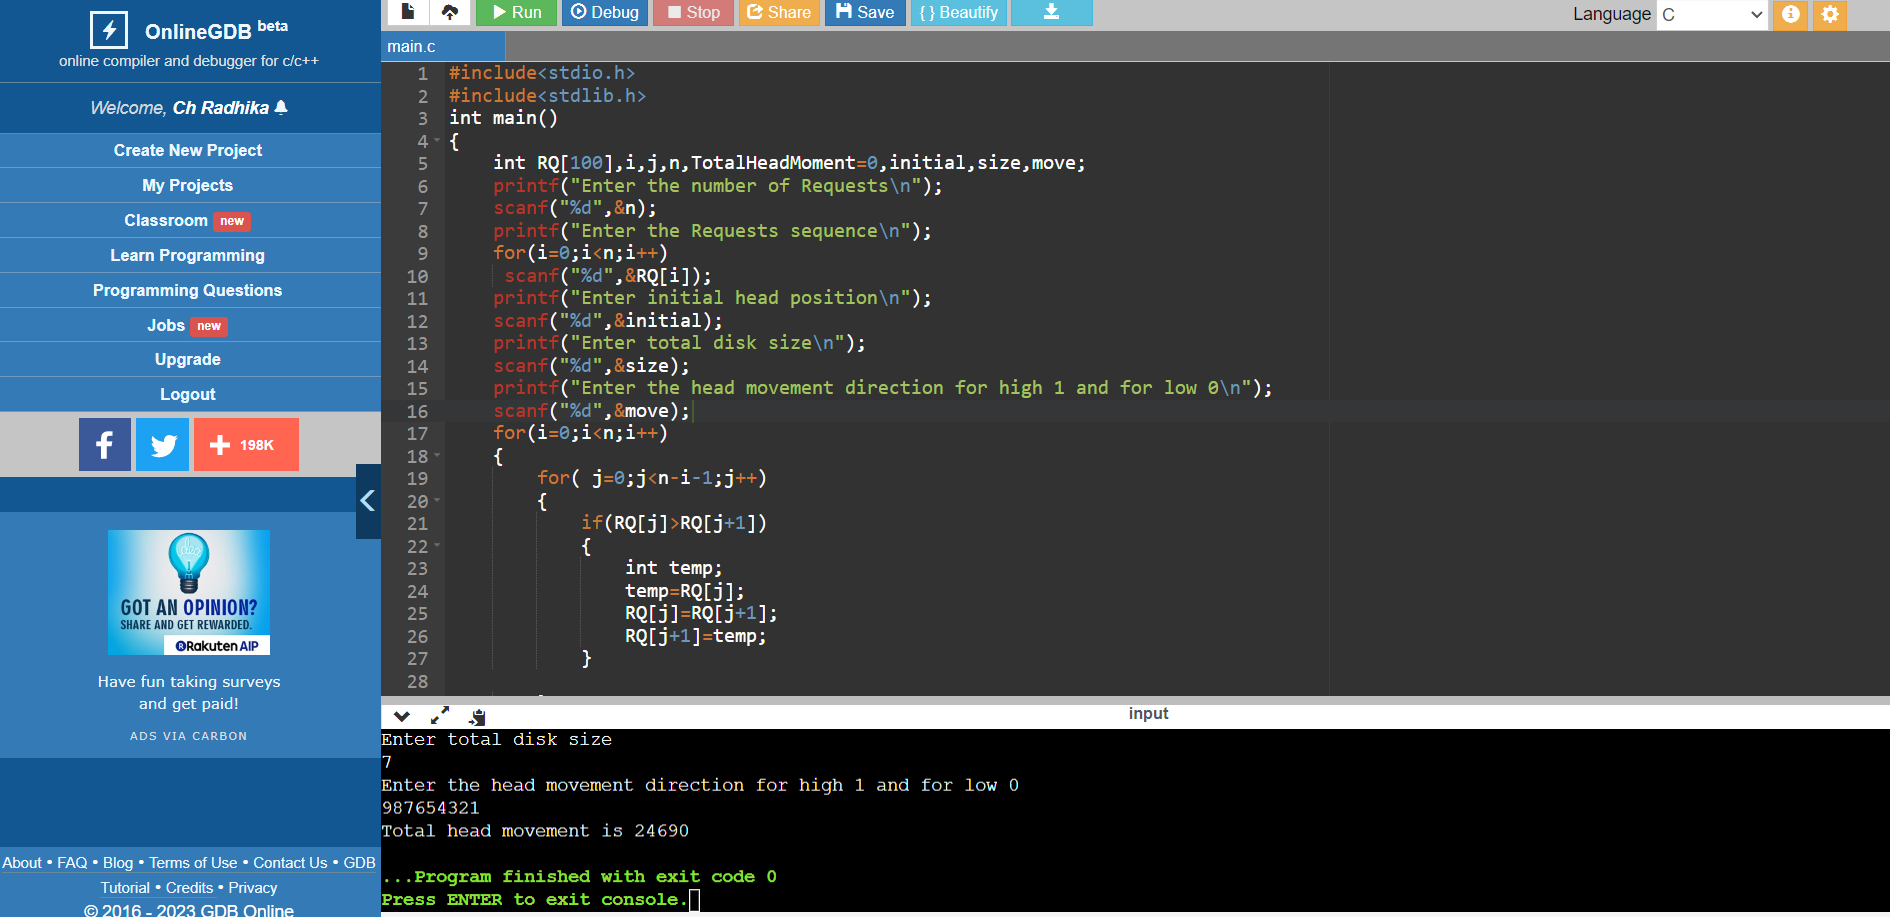 OnlineGDB beta
online compiler and debugger for c/c++
Welcome, Ch Radhika
Create New Project
My Projects
Classroom new
Learn Programming
Programming Questions
Jobs new
Upgrade
Logout
198K
GOT AN OPINION?
SHARE AND GET REWARDED.
Rakuten AIP
Have fun taking surveys
and get paid!
ADS VIA CARBON
About • FAQ • Blog • Terms of Use • Contact Us • GDB
Tutorial • Credits • Privacy
© 2016 - 2023 GDB Online
Run Debug Stop Share Save { } Beautify
Language C
main.c
1 #include<stdio.h>
2 #include<stdlib.h>
3 int main()
4 {
5 int RQ[100],i,j,n,TotalHeadMoment=0,initial,size,move;
6 printf("Enter the number of Requests\n");
7 scanf("%d",&n);
8 printf("Enter the Requests sequence\n");
9 for(i=0;i<n;i++)
10 scanf("%d",&RQ[i]);
11 printf("Enter initial head position\n");
12 scanf("%d",&initial);
13 printf("Enter total disk size\n");
14 scanf("%d",&size);
15 printf("Enter the head movement direction for high 1 and for low 0\n");
16 scanf("%d",&move);
17 for(i=0;i<n;i++)
18 {
19 for( j=0;j<n-i-1;j++)
20 {
21 if(RQ[j]>RQ[j+1])
22 {
23 int temp;
24 temp=RQ[j];
25 RQ[j]=RQ[j+1];
26 RQ[j+1]=temp;
27 }
28
input
Enter total disk size
7
Enter the head movement direction for high 1 and for low 0
987654321
Total head movement is 24690
...Program finished with exit code 0
Press ENTER to exit console.